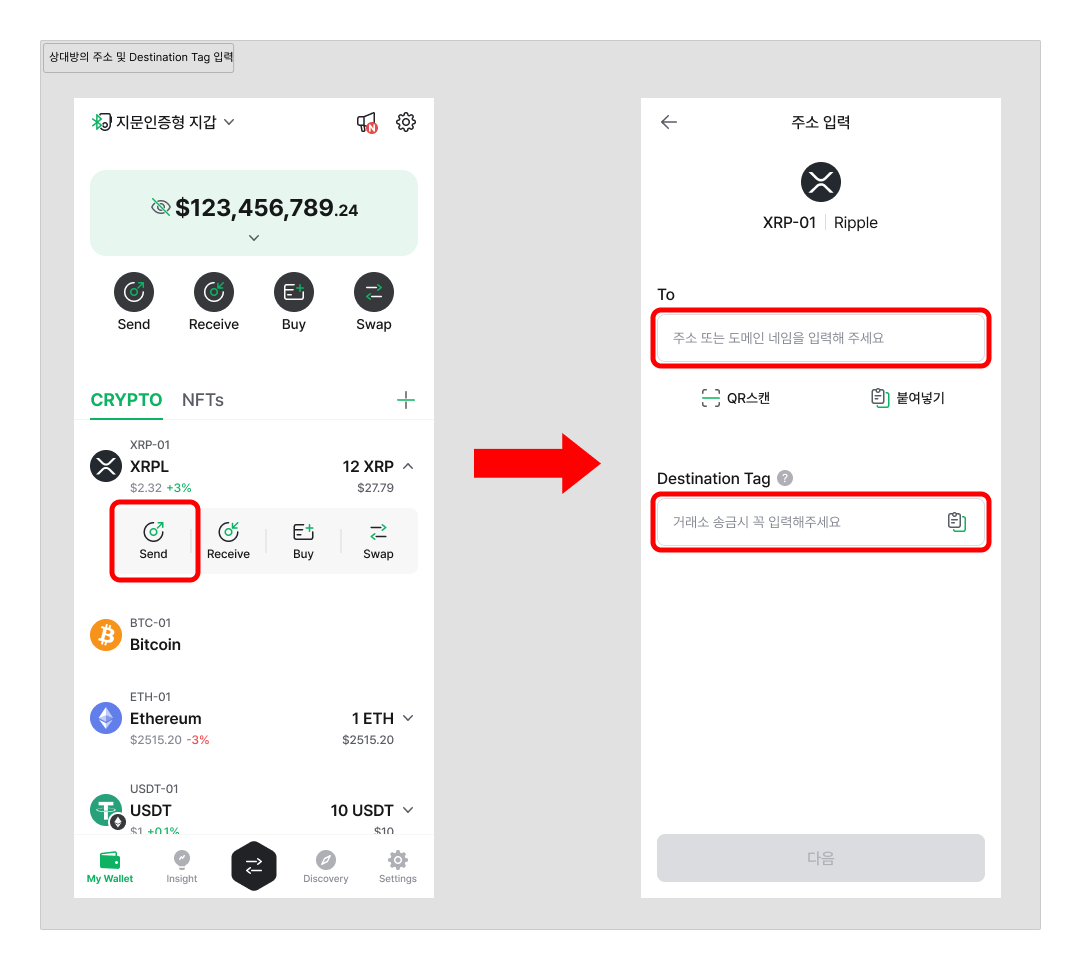 상대방의 주소 및 Destination Tag 입력
지문인증형 지갑
N
$123,456,789.24
Send Receive Buy Swap
CRYPTO NFTs
XRP-01
XRPL 12 XRP
$2.32 +3% $27.79
Send Receive Buy Swap
BTC-01
Bitcoin
ETH-01
Ethereum 1 ETH
$2515.20 -3% $2515.20
USDT-01
USDT 10 USDT
$1 +0.1% $10
My Wallet Insight Discovery Settings
주소 입력
XRP-01 Ripple
To
주소 또는 도메인 네임을 입력해 주세요
QR스캔 붙여넣기
Destination Tag ?
거래소 송금시 꼭 입력해주세요
다음